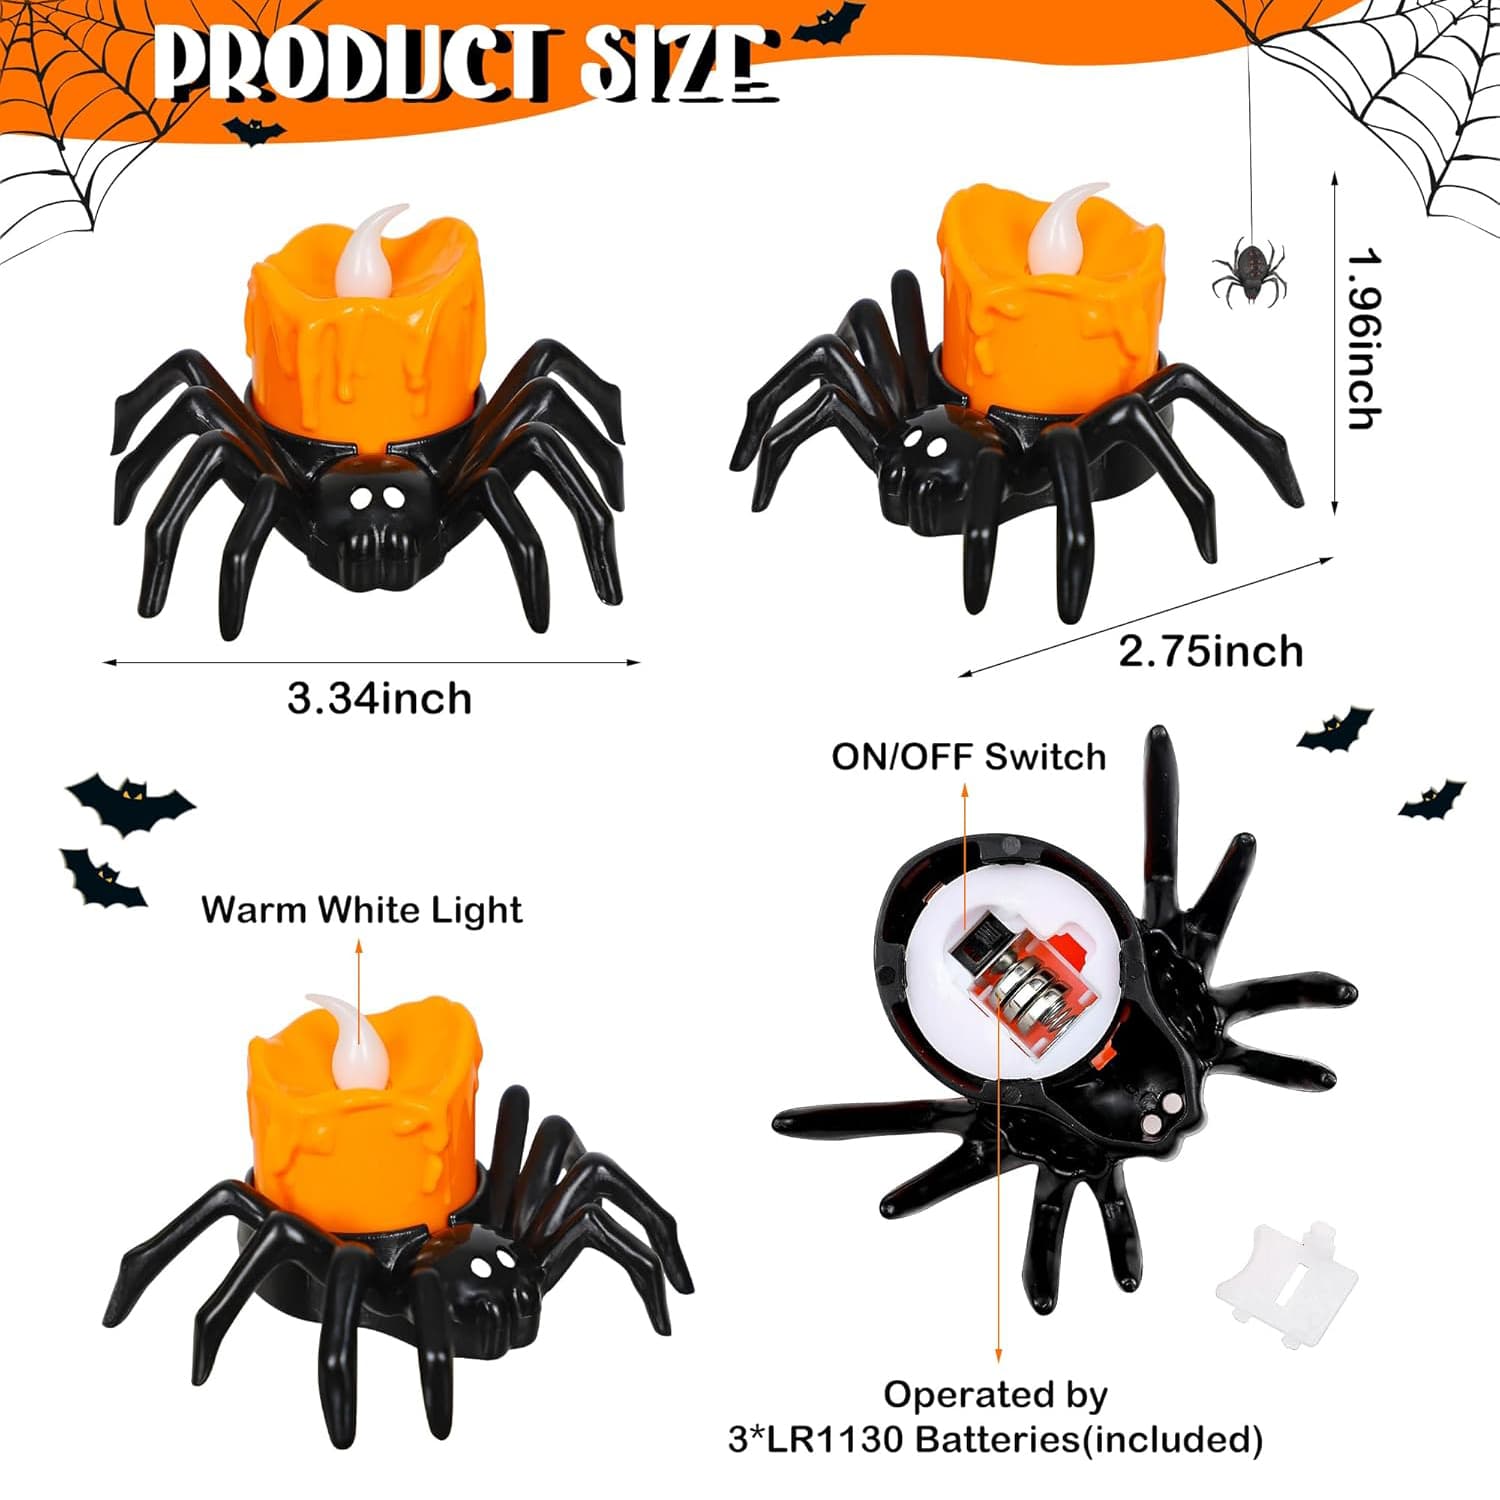 PRODUCT SIZE
1.96inch
2.75inch
3.34inch
ON/OFF Switch
Warm White Light
Operated by
3*LR1130 Batteries(included)